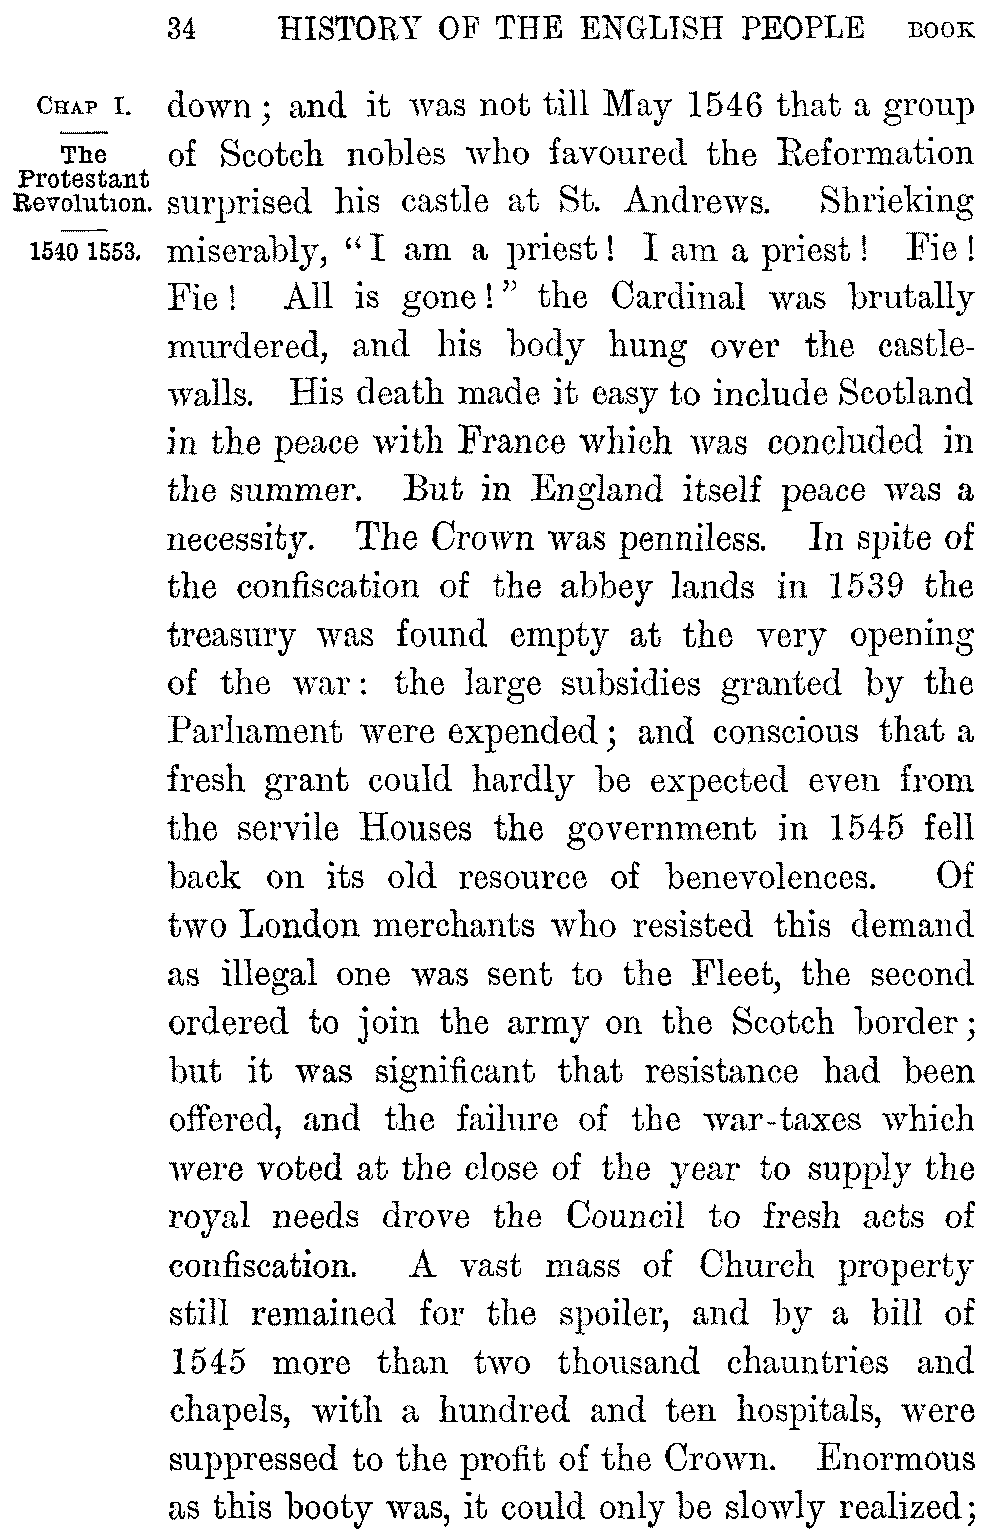 34 HISTORY OF THE ENGLISH PEOPLE BOOK
CHAP I.
The
Protestant
Revolution.
1540 1553.
down; and it was not till May 1546 that a group
of Scotch nobles who favoured the Reformation
surprised his castle at St. Andrews. Shrieking
miserably, “I am a priest! I am a priest! Fie!
Fie! All is gone!” the Cardinal was brutally
murdered, and his body hung over the castle-
walls. His death made it easy to include Scotland
in the peace with France which was concluded in
the summer. But in England itself peace was a
necessity. The Crown was penniless. In spite of
the confiscation of the abbey lands in 1539 the
treasury was found empty at the very opening
of the war: the large subsidies granted by the
Parliament were expended; and conscious that a
fresh grant could hardly be expected even from
the servile Houses the government in 1545 fell
back on its old resource of benevolences. Of
two London merchants who resisted this demand
as illegal one was sent to the Fleet, the second
ordered to join the army on the Scotch border;
but it was significant that resistance had been
offered, and the failure of the war-taxes which
were voted at the close of the year to supply the
royal needs drove the Council to fresh acts of
confiscation. A vast mass of Church property
still remained for the spoiler, and by a bill of
1545 more than two thousand chauntries and
chapels, with a hundred and ten hospitals, were
suppressed to the profit of the Crown. Enormous
as this booty was, it could only be slowly realized;